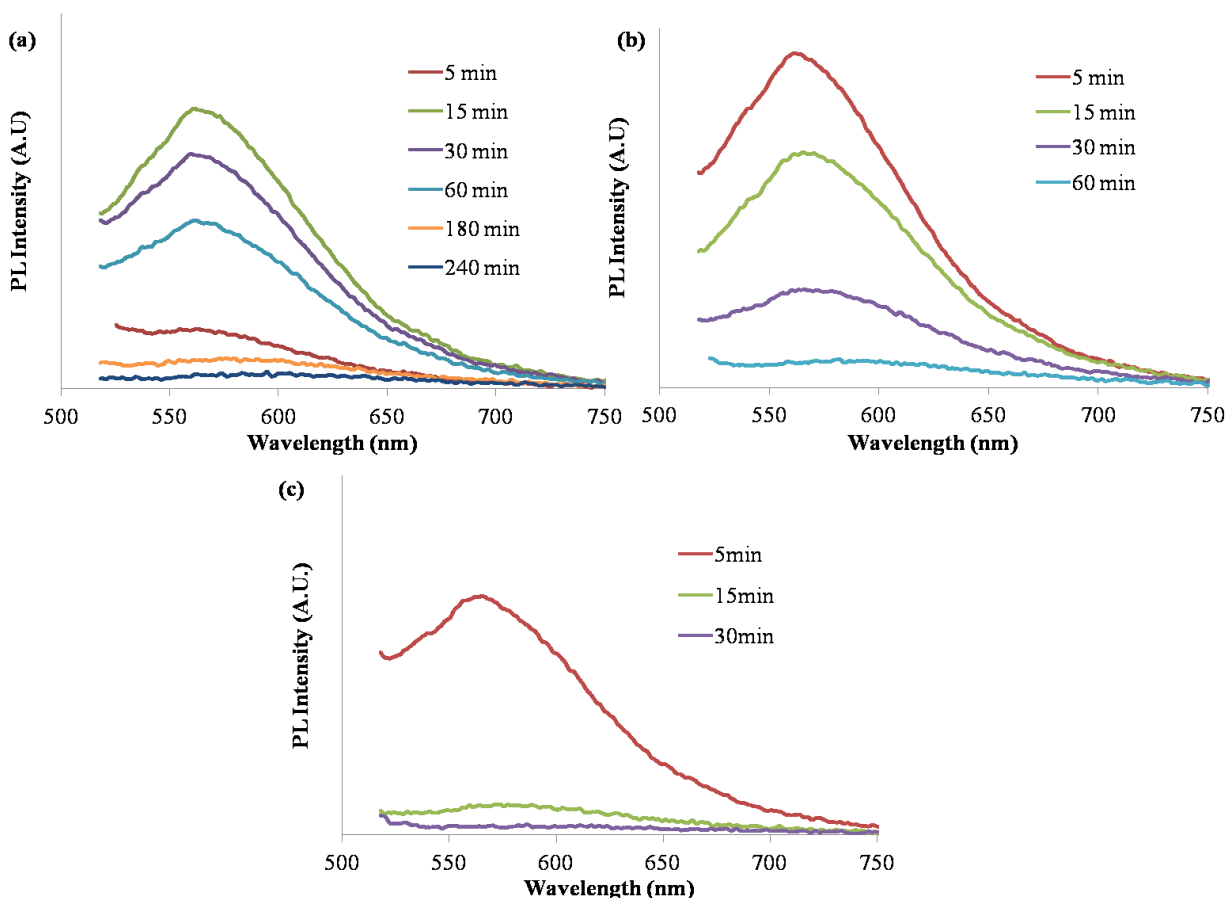 (a)
PL Intensity (A.U)
5 min
15 min
30 min
60 min
180 min
240 min
500 550 600 650 700 750
Wavelength (nm)
(b)
PL Intensity (A.U)
5 min
15 min
30 min
60 min
500 550 600 650 700 750
Wavelength (nm)
(c)
PL Intensity (A.U.)
5min
15min
30min
500 550 600 650 700 750
Wavelength (nm)